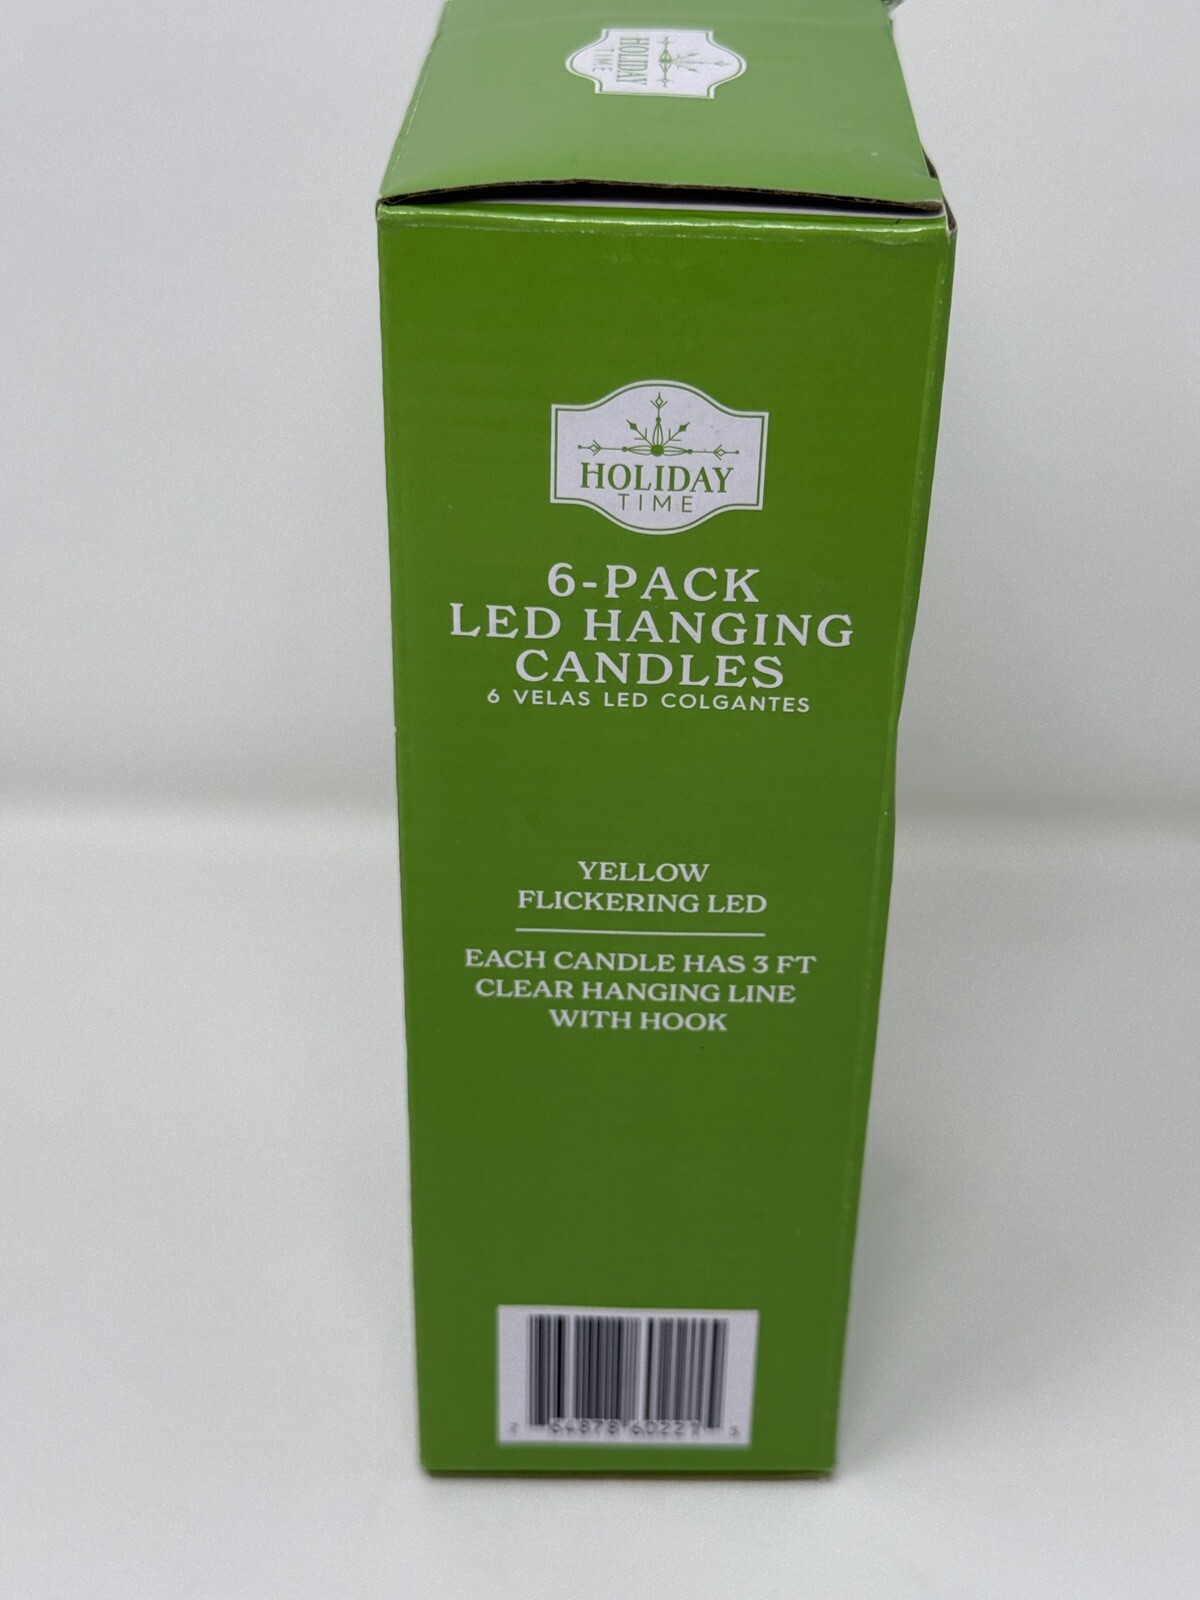 HOLIDAY
TIME
HOLIDAY
TIME
6-PACK
LED HANGING
CANDLES
6 VELAS LED COLGANTES
YELLOW
FLICKERING LED
EACH CANDLE HAS 3 FT
CLEAR HANGING LINE
WITH HOOK